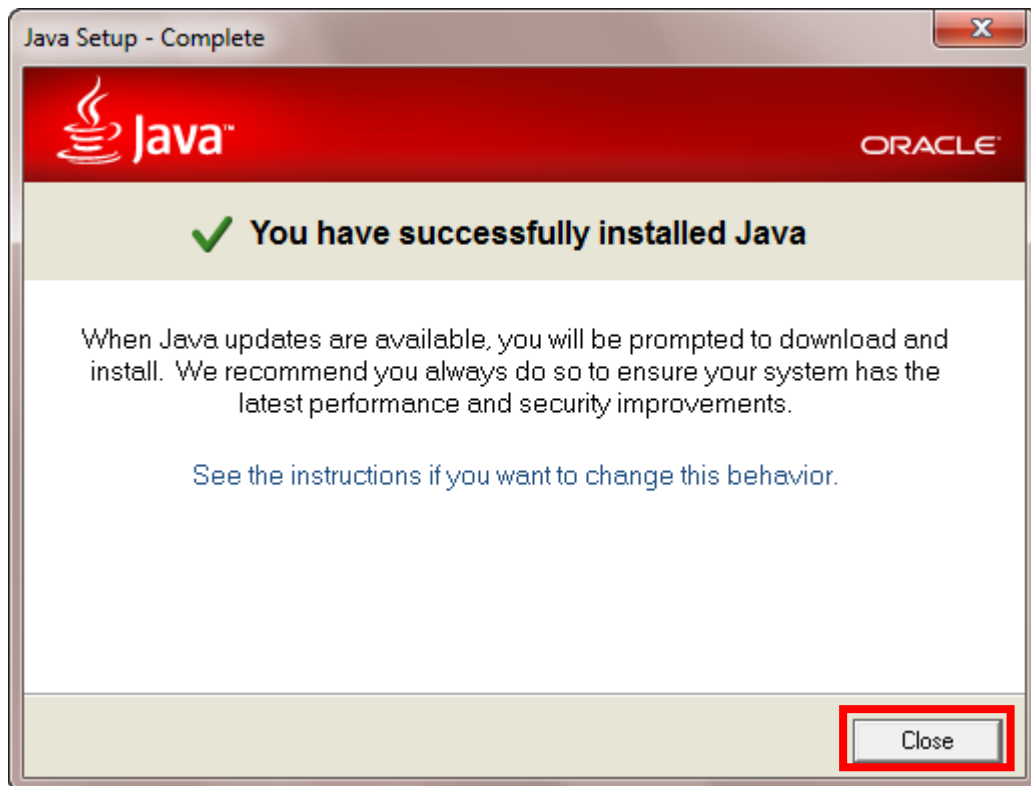 Java Setup - Complete
Java™
ORACLE®
You have successfully installed Java
When Java updates are available, you will be prompted to download and
install. We recommend you always do so to ensure your system has the
latest performance and security improvements.
See the instructions if you want to change this behavior.
Close